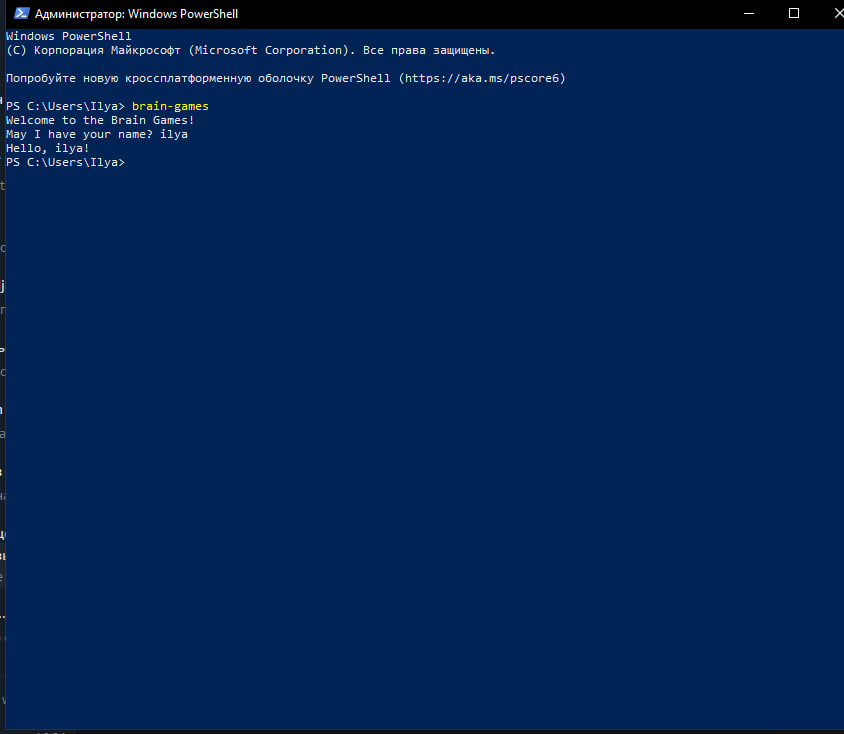 Администратор: Windows PowerShell
Windows PowerShell
(C) Корпорация Майкрософт (Microsoft Corporation). Все права защищены.
Попробуйте новую кроссплатформенную оболочку PowerShell (https://aka.ms/pscore6)
PS C:\Users\Ilya> brain-games
Welcome to the Brain Games!
May I have your name? ilya
Hello, ilya!
PS C:\Users\Ilya>